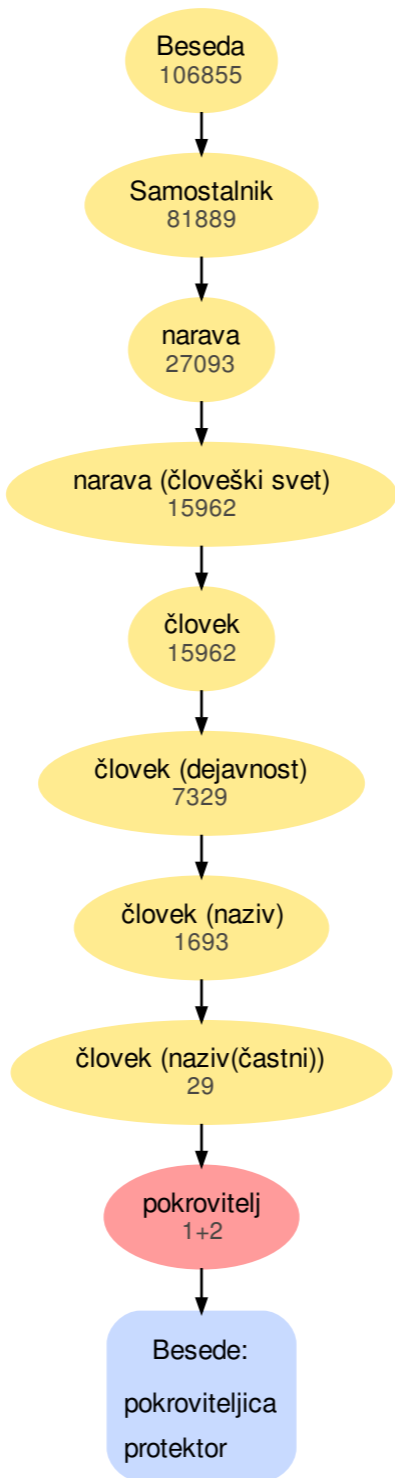 Beseda
106855
Samostalnik
81889
narava
27093
narava (človeški svet)
15962
človek
15962
človek (dejavnost)
7329
človek (naziv)
1693
človek (naziv(častni))
29
pokrovitelj
1+2
Besede:
pokroviteljica
protektor